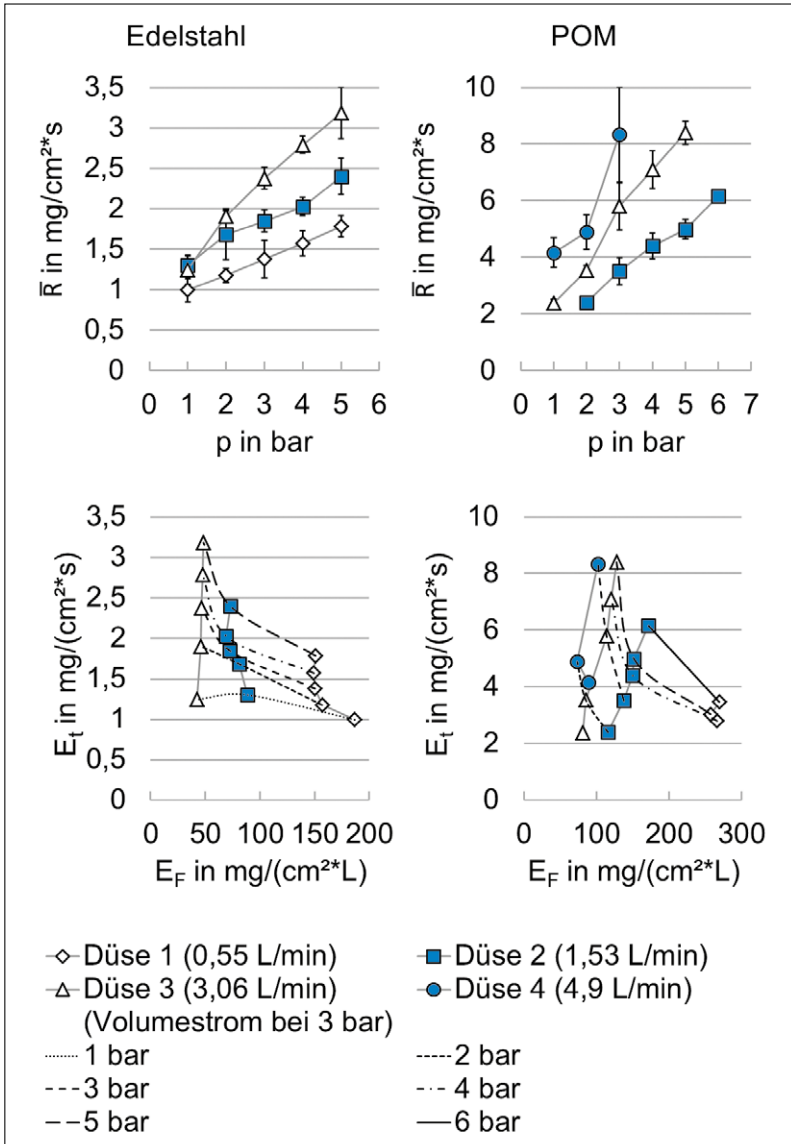 Edelstahl
3,5
3
2,5
2
1,5
1
0,5
0
R̅ in mg/cm²*s
0 1 2 3 4 5 6
p in bar
POM
10
8
6
4
2
0
R̅ in mg/cm²*s
0 1 2 3 4 5 6 7
p in bar
3,5
3
2,5
2
1,5
1
0,5
0
E_t in mg/(cm²*s)
0 50 100 150 200
E_F in mg/(cm²*L)
10
8
6
4
2
0
E_t in mg/(cm²*s)
0 100 200 300
E_F in mg/(cm²*L)
Düse 1 (0,55 L/min)
Düse 2 (1,53 L/min)
Düse 3 (3,06 L/min)
Düse 4 (4,9 L/min)
(Volumestrom bei 3 bar)
1 bar
2 bar
3 bar
4 bar
5 bar
6 bar